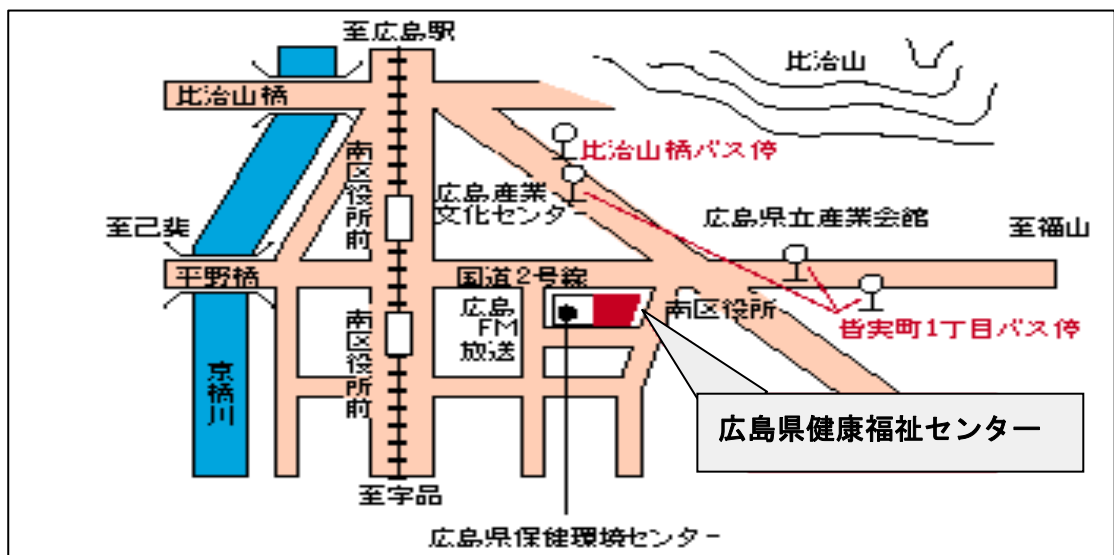 至広島駅
比治山
比治山橋
比治山橋バス停
南区役所前
広島産業
文化センター
広島県立産業会館
至己斐
至福山
平野橋
国道2号線
広島
FM
放送
南区役所
皆実町1丁目バス停
南区役所前
京橋川
広島県健康福祉センター
至宇品
広島県保健環境センター